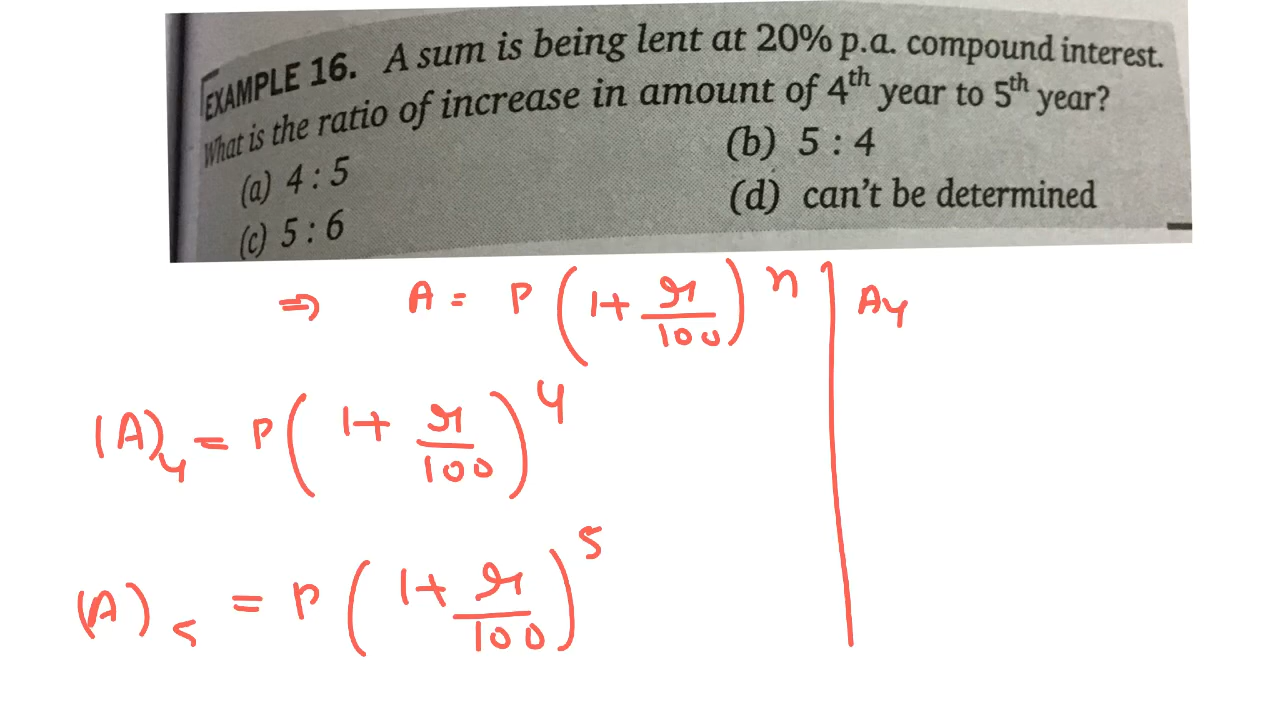 EXAMPLE 16. A sum is being lent at 20% p.a. compound interest.
What is the ratio of increase in amount of 4th year to 5th year?
(a) 4 : 5
(b) 5 : 4
(c) 5 : 6
(d) can't be determined
⇒ A = P(1+r/100)^n
A4
(A)4 = P(1+r/100)^4
(A)5 = P(1+r/100)^5